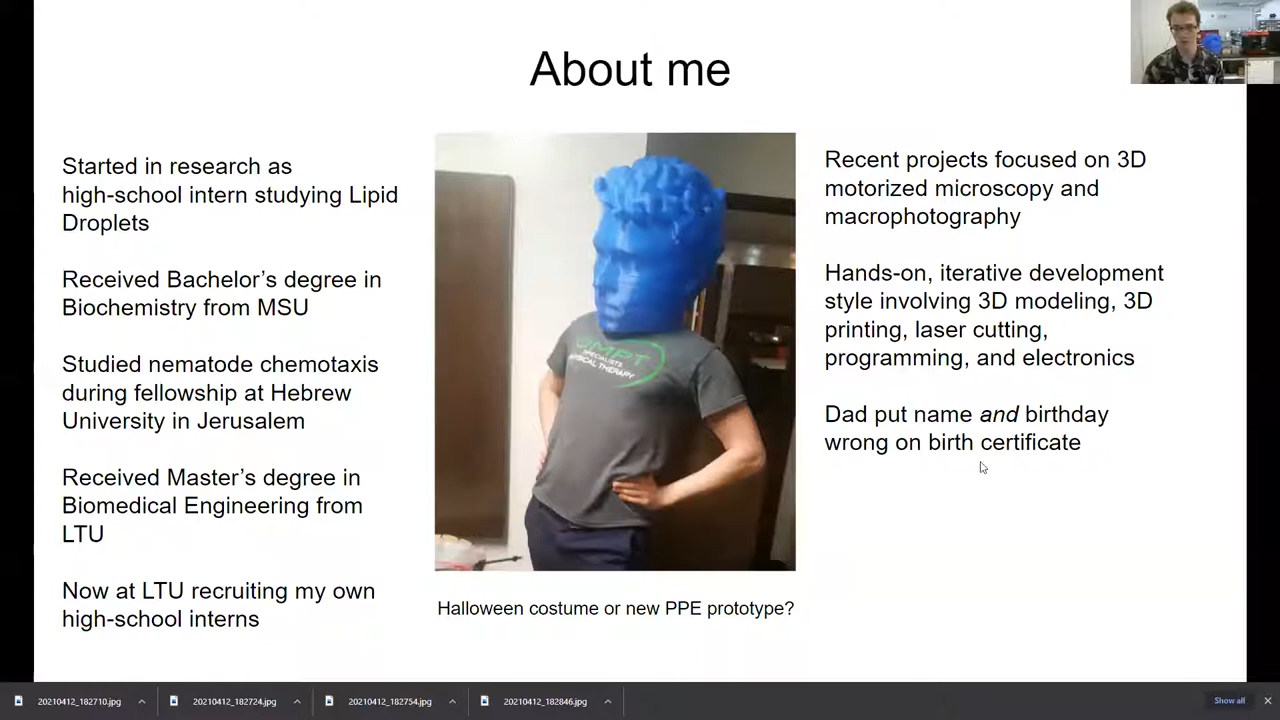 About me
Started in research as
high-school intern studying Lipid
Droplets
Received Bachelor’s degree in
Biochemistry from MSU
Studied nematode chemotaxis
during fellowship at Hebrew
University in Jerusalem
Received Master’s degree in
Biomedical Engineering from
LTU
Now at LTU recruiting my own
high-school interns
SPECIALISTS
PHYSICAL THERAPY
Halloween costume or new PPE prototype?
Recent projects focused on 3D
motorized microscopy and
macrophotography
Hands-on, iterative development
style involving 3D modeling, 3D
printing, laser cutting,
programming, and electronics
Dad put name and birthday
wrong on birth certificate
20210412_182710.jpg
20210412_182724.jpg
20210412_182754.jpg
20210412_182846.jpg
Show all